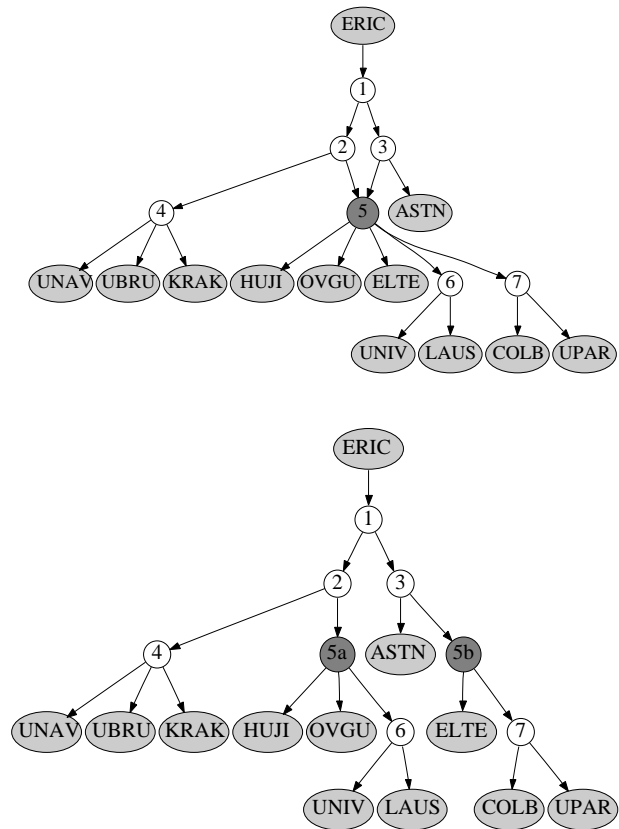 ERIC
1
2 3
4 5 ASTN
UNAV UBRU KRAK HUJI OVGU ELTE 6 7
UNIV LAUS COLB UPAR
ERIC
1
2 3
4 5a ASTN 5b
UNAV UBRU KRAK HUJI OVGU 6 ELTE 7
UNIV LAUS COLB UPAR